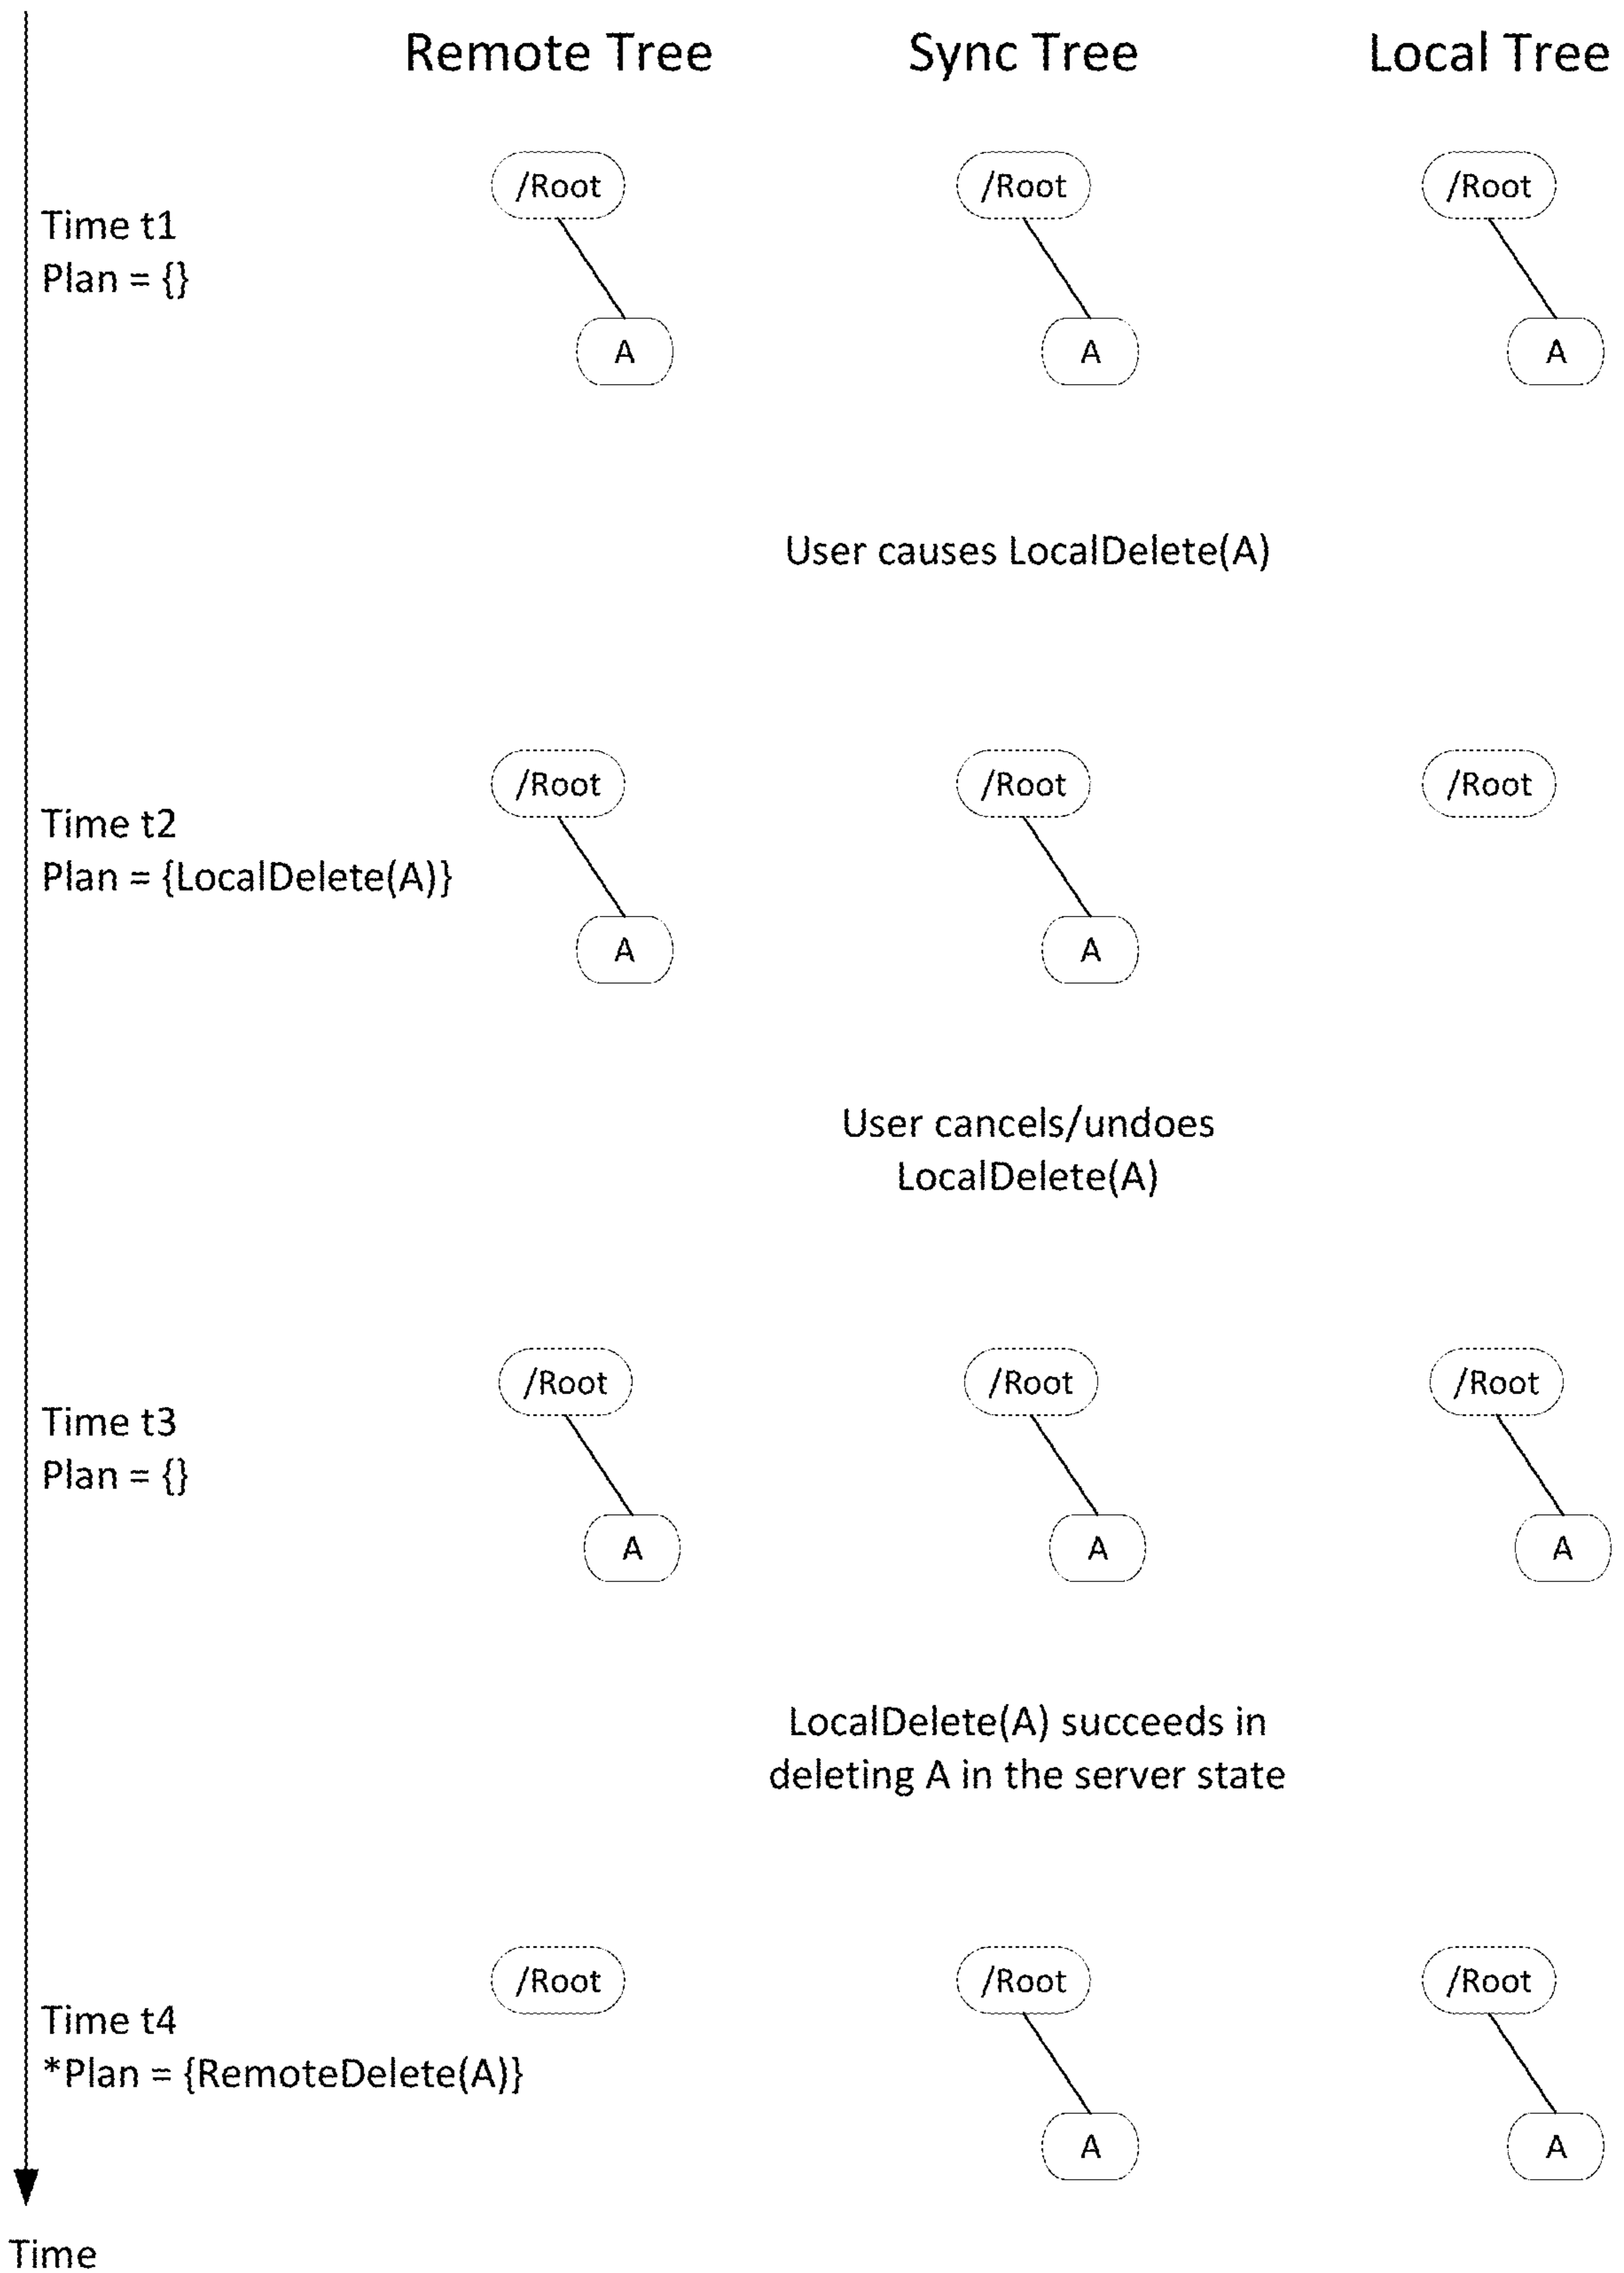 Remote Tree
Sync Tree
Local Tree
Time t1
Plan = {}
/Root
/Root
/Root
A
A
A
User causes LocalDelete(A)
Time t2
Plan = {LocalDelete(A)}
/Root
/Root
/Root
A
A
User cancels/undoes
LocalDelete(A)
Time t3
Plan = {}
/Root
/Root
/Root
A
A
A
LocalDelete(A) succeeds in
deleting A in the server state
Time t4
*Plan = {RemoteDelete(A)}
/Root
/Root
/Root
A
A
Time